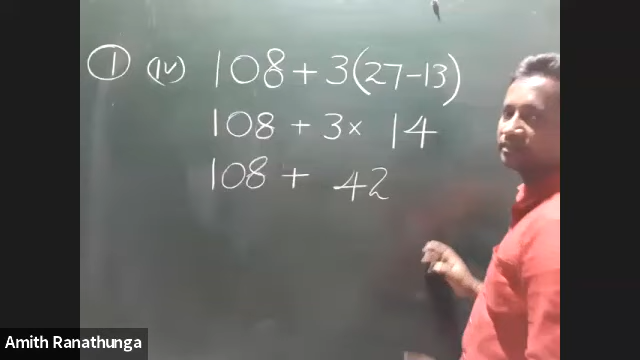 ① (iv) 108 + 3(27-13)
108 + 3× 14
108 + 42
Amith Ranathunga